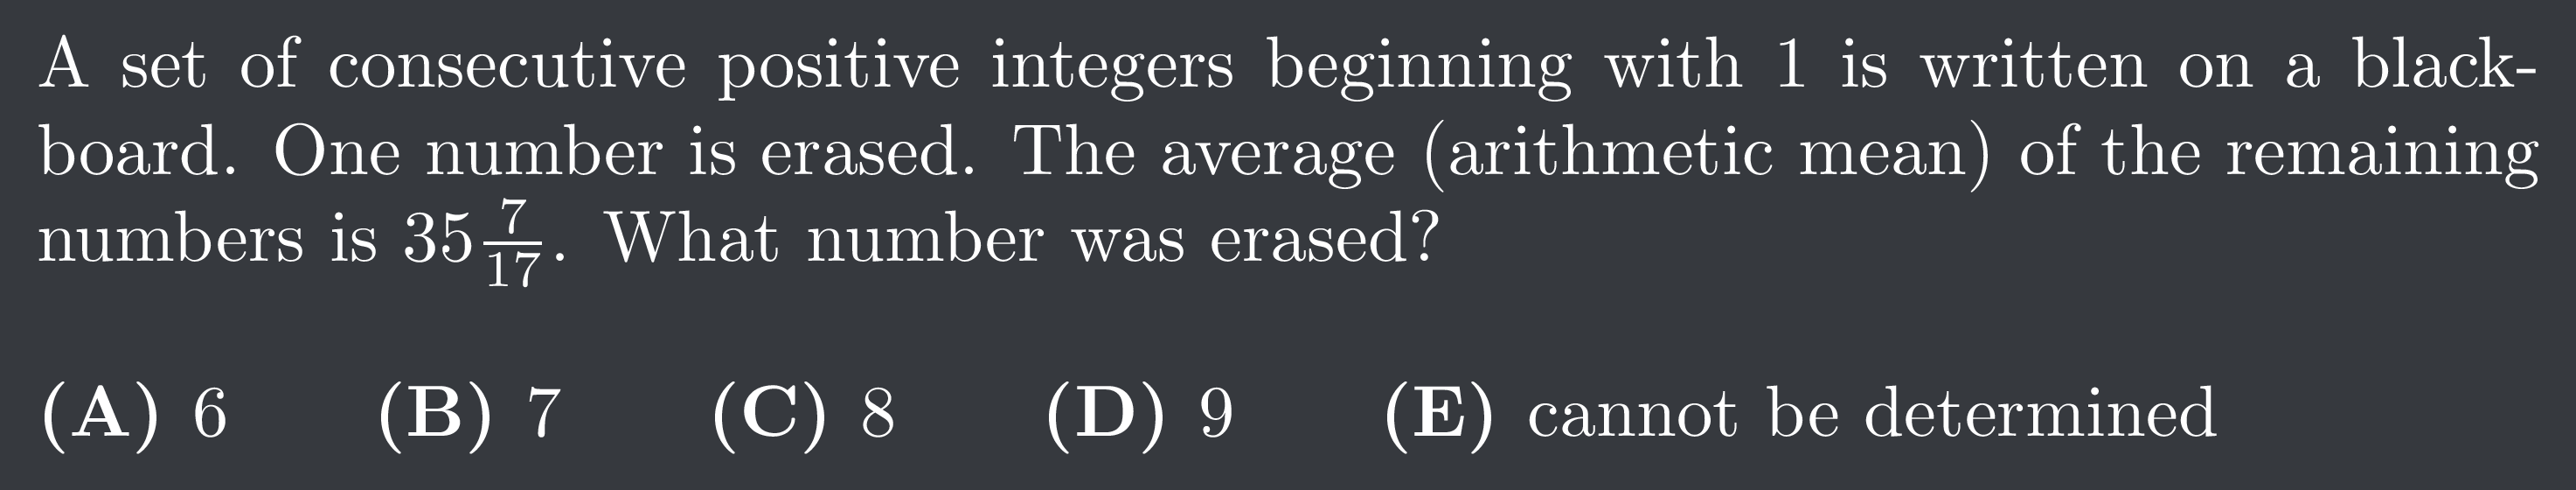 A set of consecutive positive integers beginning with 1 is written on a black-
board. One number is erased. The average (arithmetic mean) of the remaining
numbers is 35 7/17. What number was erased?
(A) 6 (B) 7 (C) 8 (D) 9 (E) cannot be determined